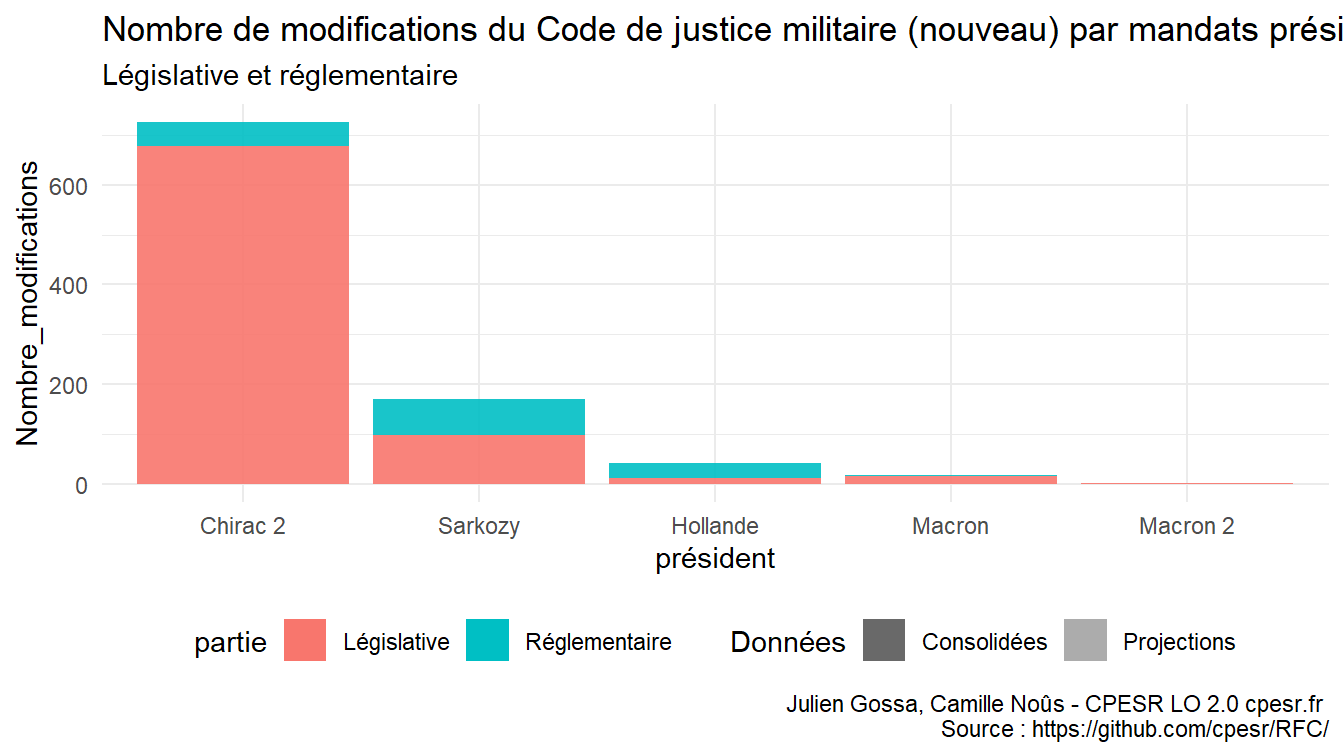 Nombre de modifications du Code de justice militaire (nouveau) par mandats prési
Législative et réglementaire
Nombre_modifications
600
400
200
0
Chirac 2 Sarkozy Hollande Macron Macron 2
président
partie Législative Réglementaire Données Consolidées Projections
Julien Gossa, Camille Noûs - CPESR LO 2.0 cpesr.fr
Source : https://github.com/cpesr/RFC/